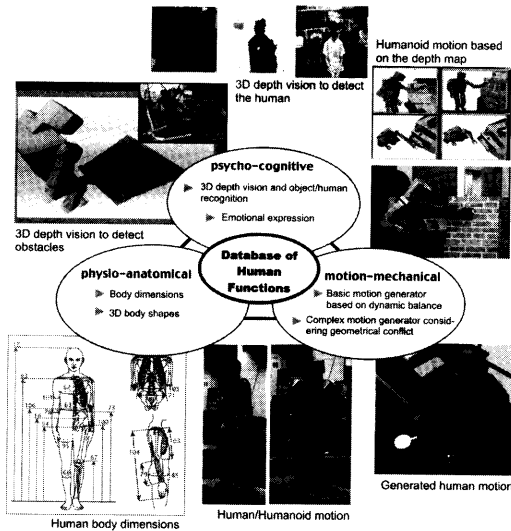 3D depth vision to detect
the human
Humanoid motion based
on the depth map
3D depth vision to detect
obstacles
psycho-cognitive
3D depth vision and object/human
recognition
Emotional expression
Database of
Human
Functions
physio-anatomical
Body dimensions
3D body shapes
motion-mechanical
Basic motion generator
based on dynamic balance
Complex motion generator consid-
ering geometrical conflict
Human body dimensions
Human/Humanoid motion
Generated human motion